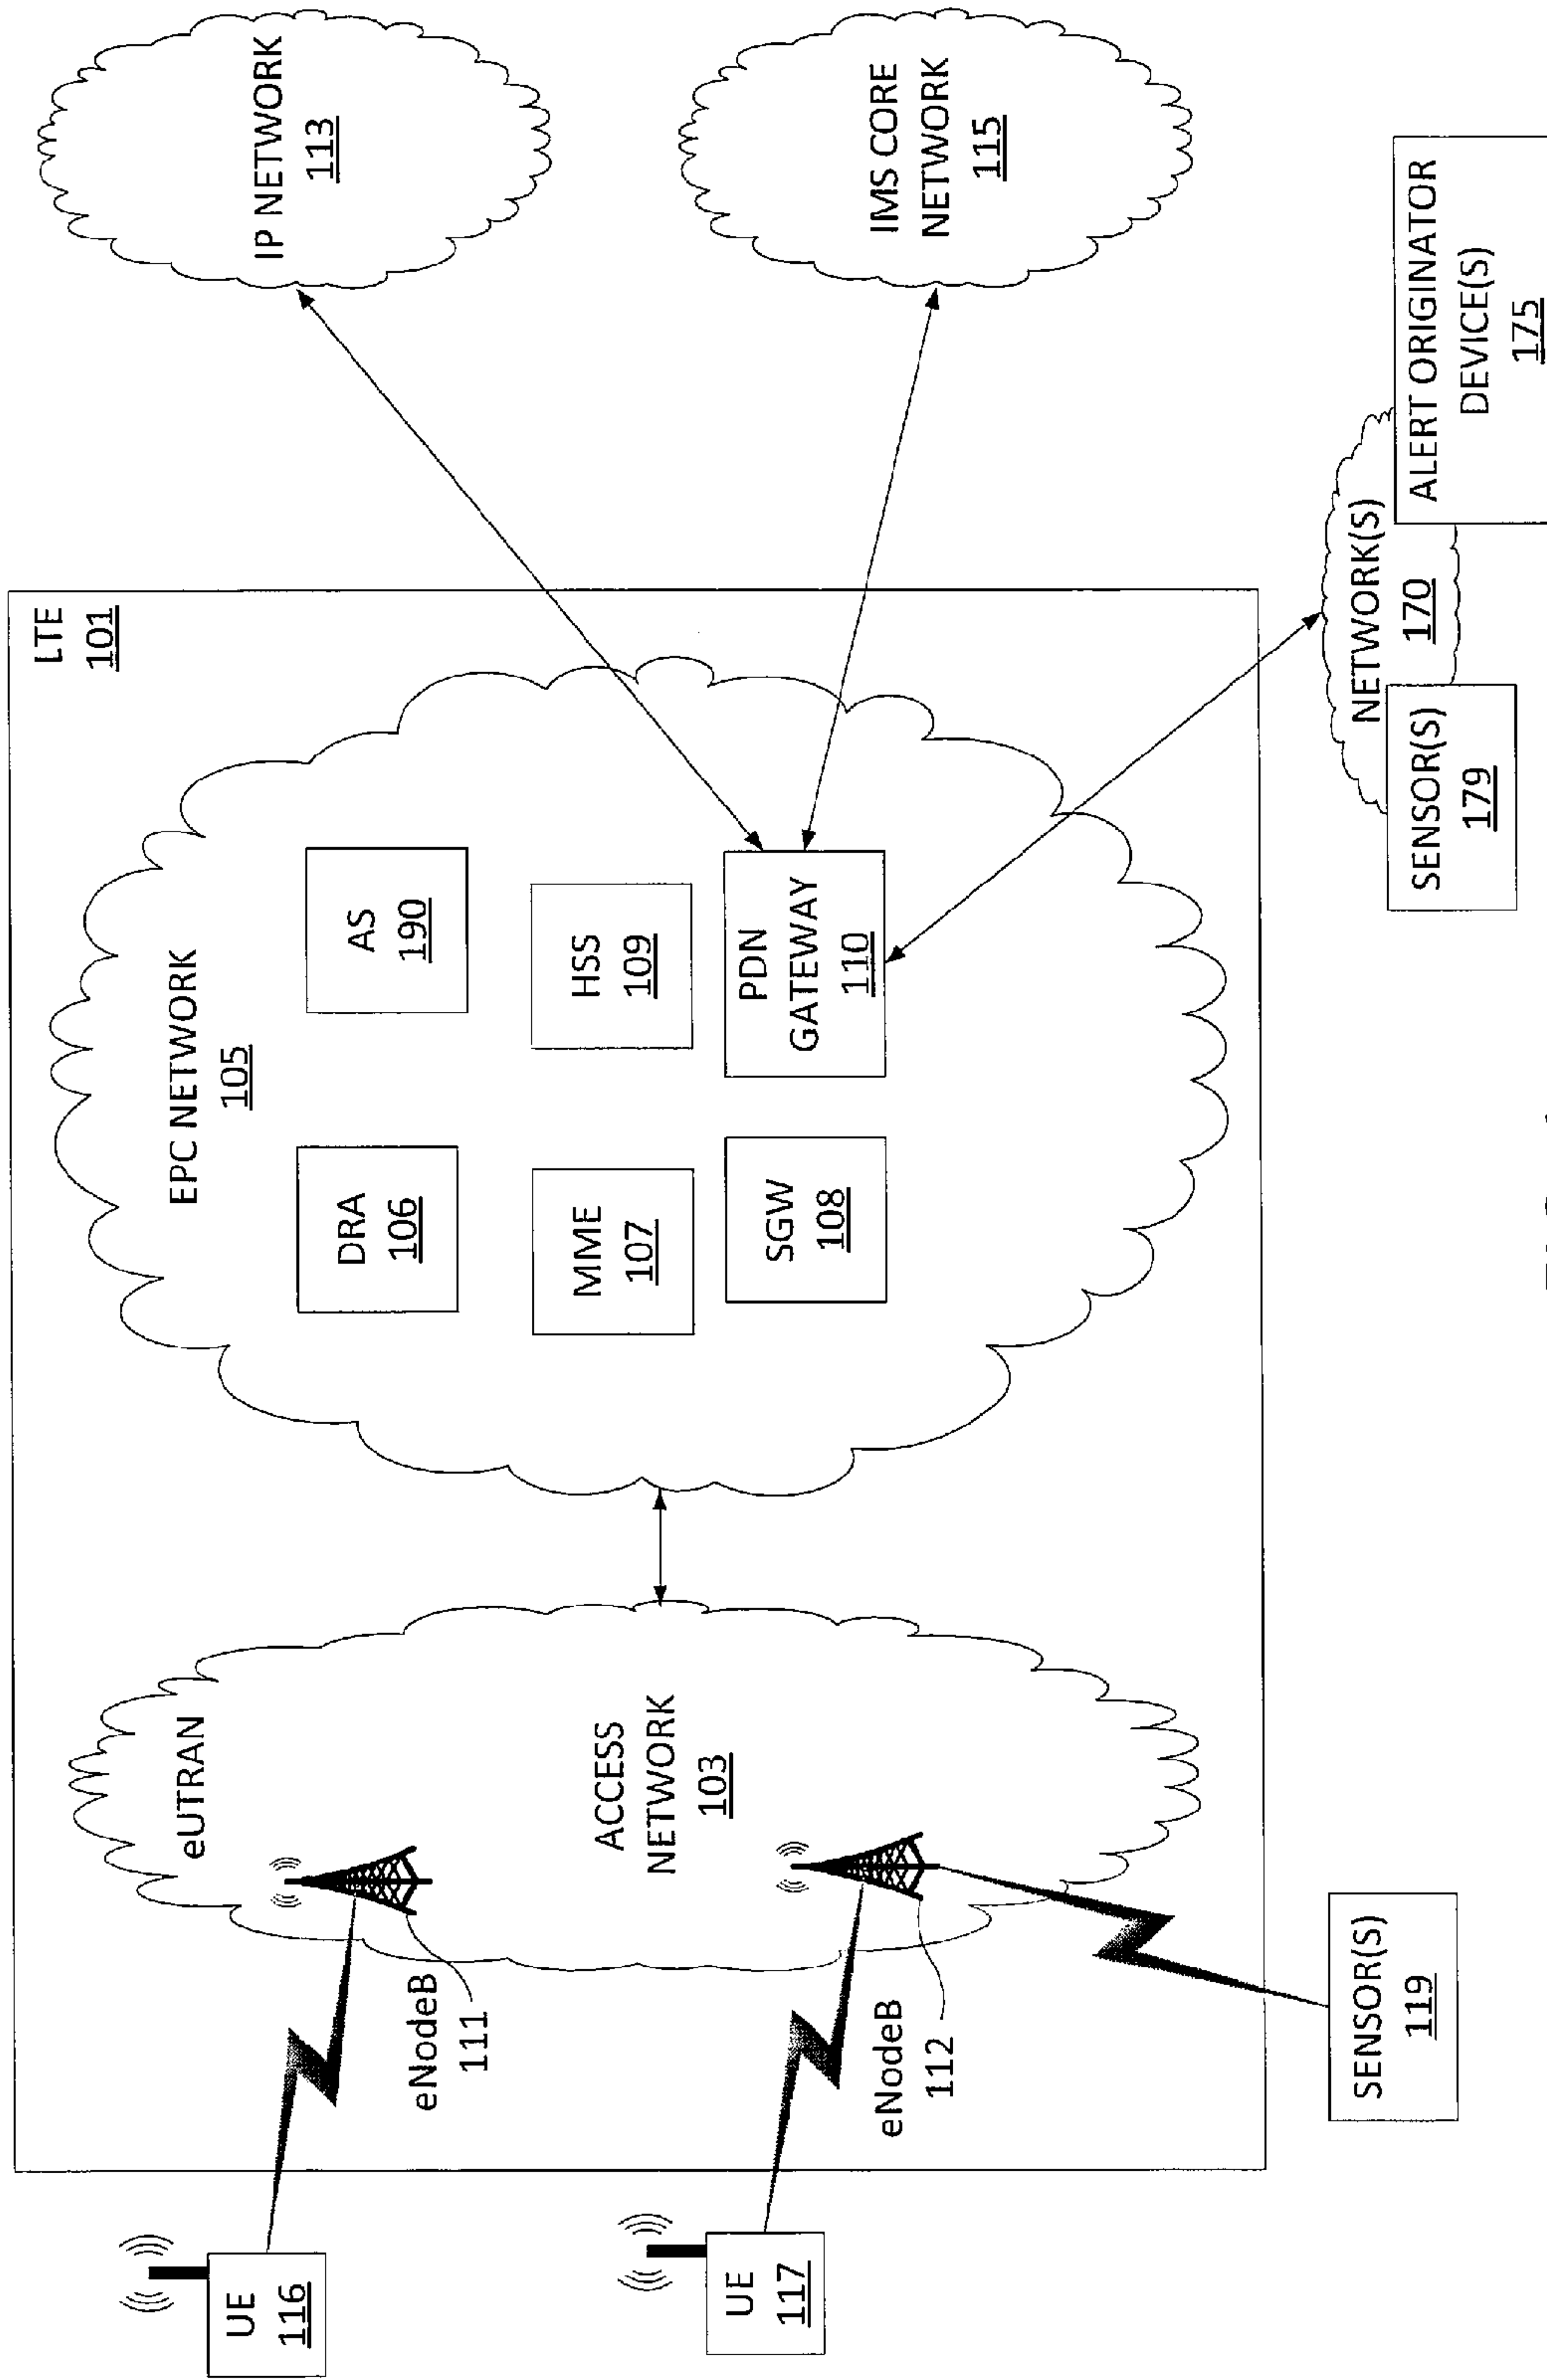 LTE
101
EPC NETWORK
105
DRA
106
AS
190
MME
107
HSS
109
SGW
108
PDN
GATEWAY
110
eUTRAN
ACCESS
NETWORK
103
eNodeB
111
eNodeB
112
UE
116
UE
117
IP NETWORK
113
IMS CORE
NETWORK
115
SENSOR(S)
119
NETWORK(S)
170
SENSOR(S)
179
ALERT ORIGINATOR
DEVICE(S)
175